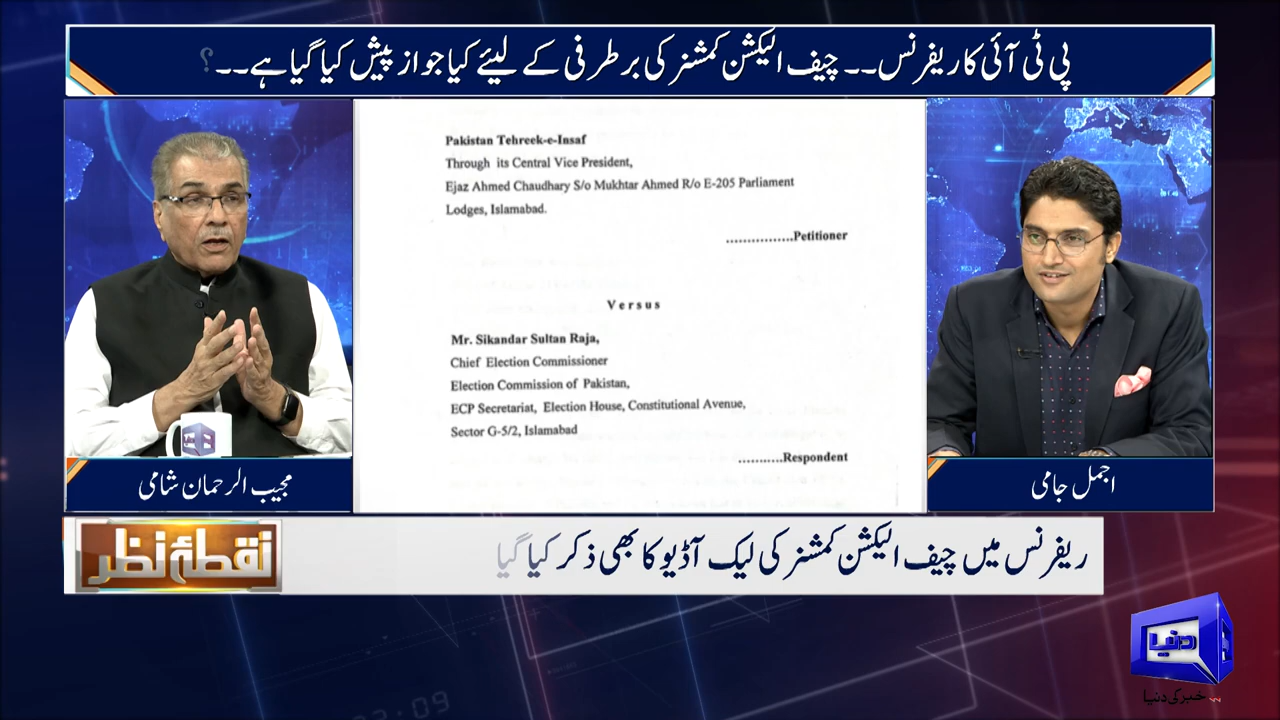 پی ٹی آئی کا ریفرنس۔۔ چیف الیکشن کمشنر کی برطرفی کے لیئے کیا جواز پیش کیا گیا ہے۔۔؟
Pakistan Tehreek-e-Insaf
Through its Central Vice President,
Ejaz Ahmed Chaudhary S/o Mukhtar Ahmed R/o E-205 Parliament
Lodges, Islamabad.
................Petitioner
Versus
Mr. Sikandar Sultan Raja,
Chief Election Commissioner
Election Commission of Pakistan,
ECP Secretariat, Election House, Constitutional Avenue,
Sector G-5/2, Islamabad
...........Respondent
مجیب الرحمان شامی
اجمل جامی
نقطۂ نظر
ریفرنس میں چیف الیکشن کمشنر کی لیک آڈیو کا بھی ذکر کیا گیا
دنیا
خبر کی دنیا